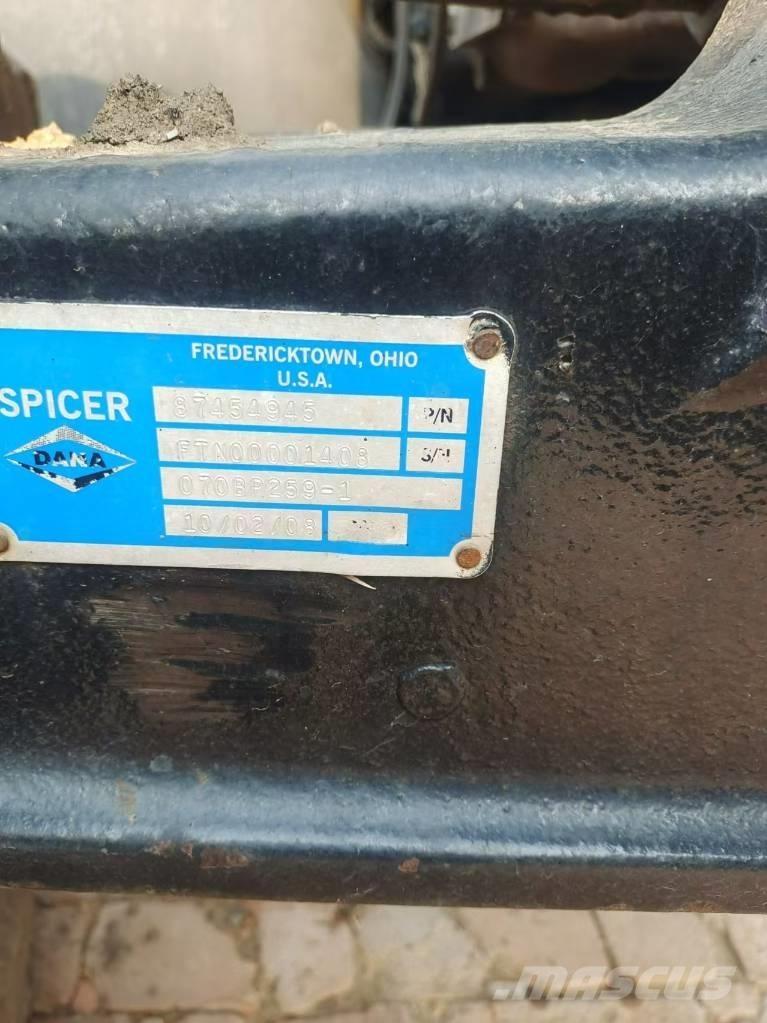 FREDERICKTOWN, OHIO
U.S.A.
SPICER
87454945 P/N
DANA
FTN00001408 S/N
070BP259-1
10/02/08
MASCUS